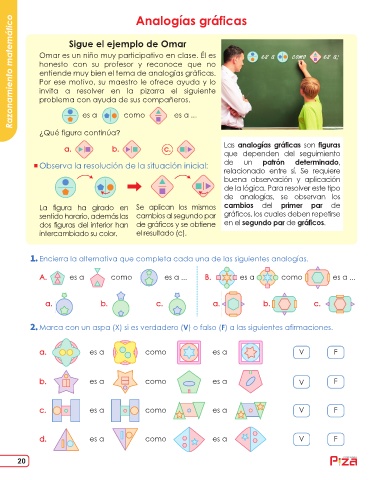 Razonamiento matemático
Analogías gráficas
Sigue el ejemplo de Omar
Omar es un niño muy participativo en clase. Él es
honesto con su profesor y reconoce que no
entiende muy bien el tema de analogías gráficas.
Por ese motivo, su maestro le ofrece ayuda y lo
invita a resolver en la pizarra el siguiente
problema con ayuda de sus compañeros.
es a como es a ...
¿Qué figura continúa?
a. b. c.
Observa la resolución de la situación inicial:
La figura ha girado en
sentido horario, además las
dos figuras del interior han
intercambiado su color.
Se aplican los mismos
cambios al segundo par
de gráficos y se obtiene
el resultado (c).
es a como es a;
Las analogías gráficas son figuras
que dependen del seguimiento
de un patrón determinado,
relacionado entre sí. Se requiere
buena observación y aplicación
de la lógica. Para resolver este tipo
de analogías, se observan los
cambios del primer par de
gráficos, los cuales deben repetirse
en el segundo par de gráficos.
1. Encierra la alternativa que completa cada una de las siguientes analogías.
A. es a como es a ... B. es a como es a ...
a. b. c. a. b. c.
2. Marca con un aspa (X) si es verdadero (V) o falso (F) a las siguientes afirmaciones.
a. es a como es a V F
b. es a como es a V F
c. es a como es a V F
d. es a como es a V F
20